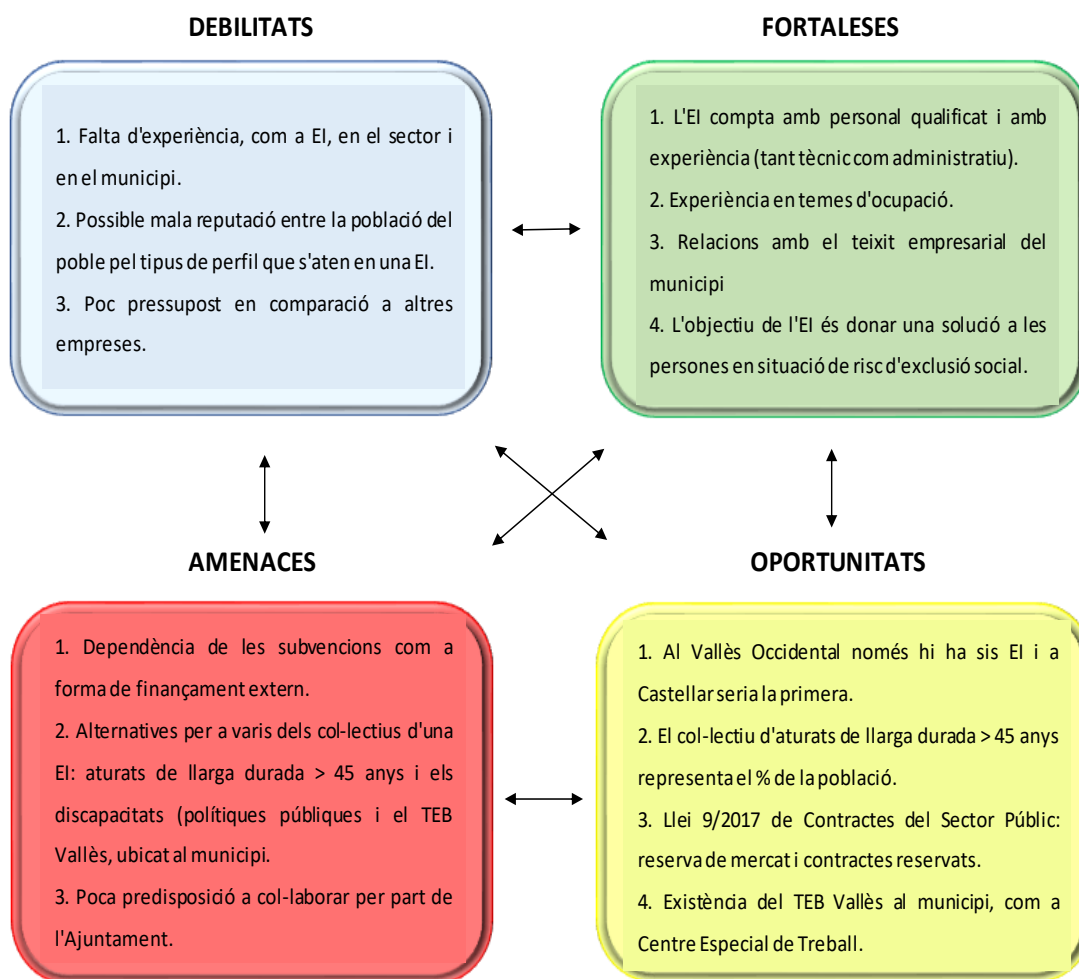 DEBILITATS
1. Falta d'experiència, com a EI, en el sector i
en el municipi.
2. Possible mala reputació entre la població del
poble pel tipus de perfil que s'aten en una EI.
3. Poc pressupost en comparació a altres
empreses.
FORTALESES
1. L'EI compta amb personal qualificat i amb
experiència (tant tècnic com administratiu).
2. Experiència en temes d'ocupació.
3. Relacions amb el teixit empresarial del
municipi
4. L'objectiu de l'EI és donar una solució a les
persones en situació de risc d'exclusió social.
AMENACES
1. Dependència de les subvencions com a
forma de finançament extern.
2. Alternatives per a varis dels col-lectius d'una
EI: aturats de llarga durada > 45 anys i els
discapacitats (polítiques públiques i el TEB
Vallès, ubicat al municipi.
3. Poca predisposició a col-laborar per part de
l'Ajuntament.
OPORTUNITATS
1. Al Vallès Occidental només hi ha sis EI i a
Castellar seria la primera.
2. El col-lectiu d'aturats de llarga durada > 45 anys
representa el % de la població.
3. Llei 9/2017 de Contractes del Sector Públic:
reserva de mercat i contractes reservats.
4. Existència del TEB Vallès al municipi, com a
Centre Especial de Treball.